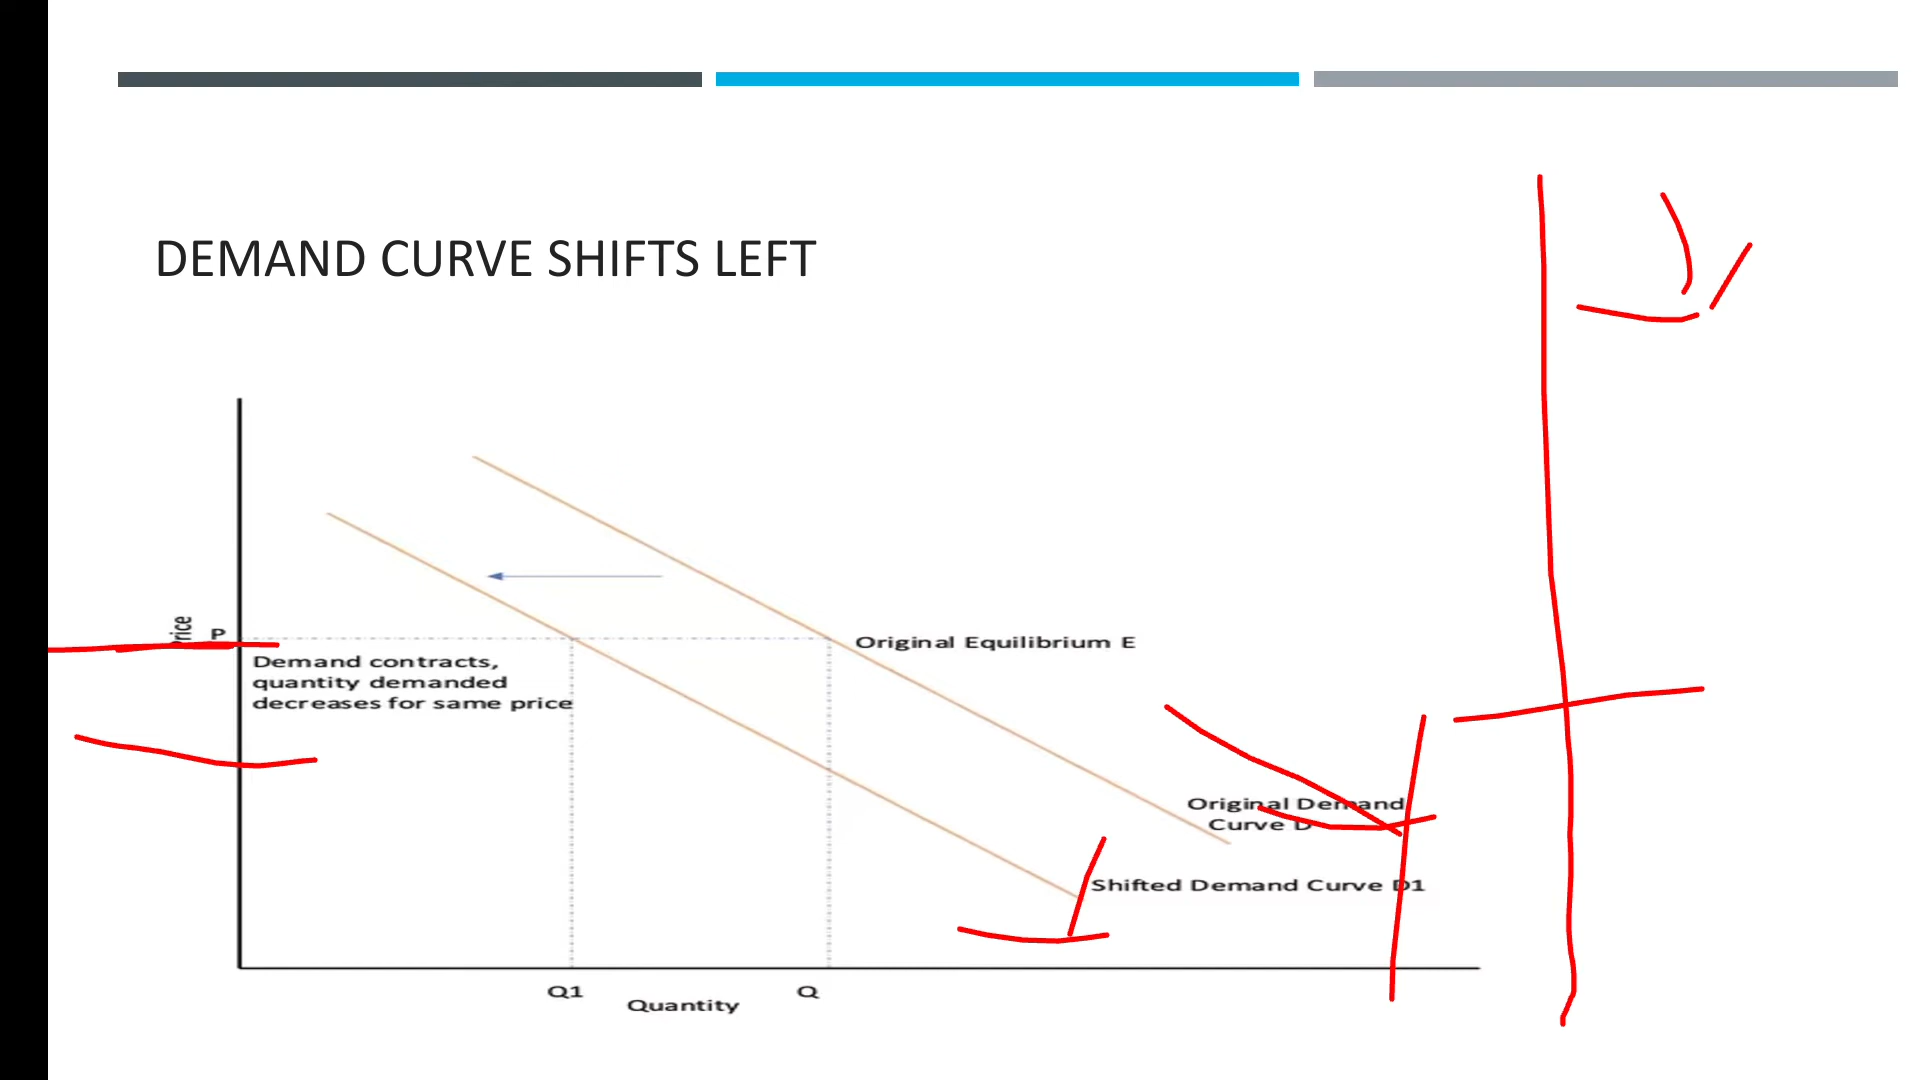 DEMAND CURVE SHIFTS LEFT
Price
P
Original Equilibrium E
Demand contracts,
quantity demanded
decreases for same price
Original Demand
Curve D
Shifted Demand Curve D1
Q1
Q
Quantity